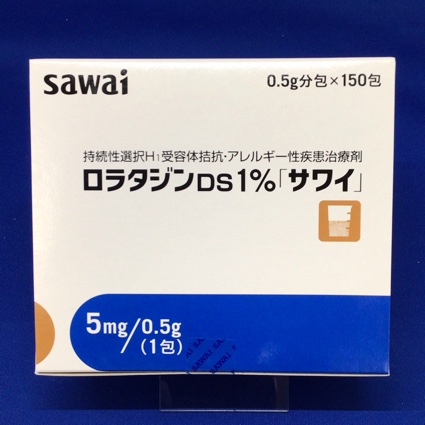 sawai
0.5g分包×150包
持続性選択H1受容体拮抗・アレルギー性疾患治療剤
ロラタジンDS1%「サワイ」
5mg/0.5g
(1包)
SAWAI SA